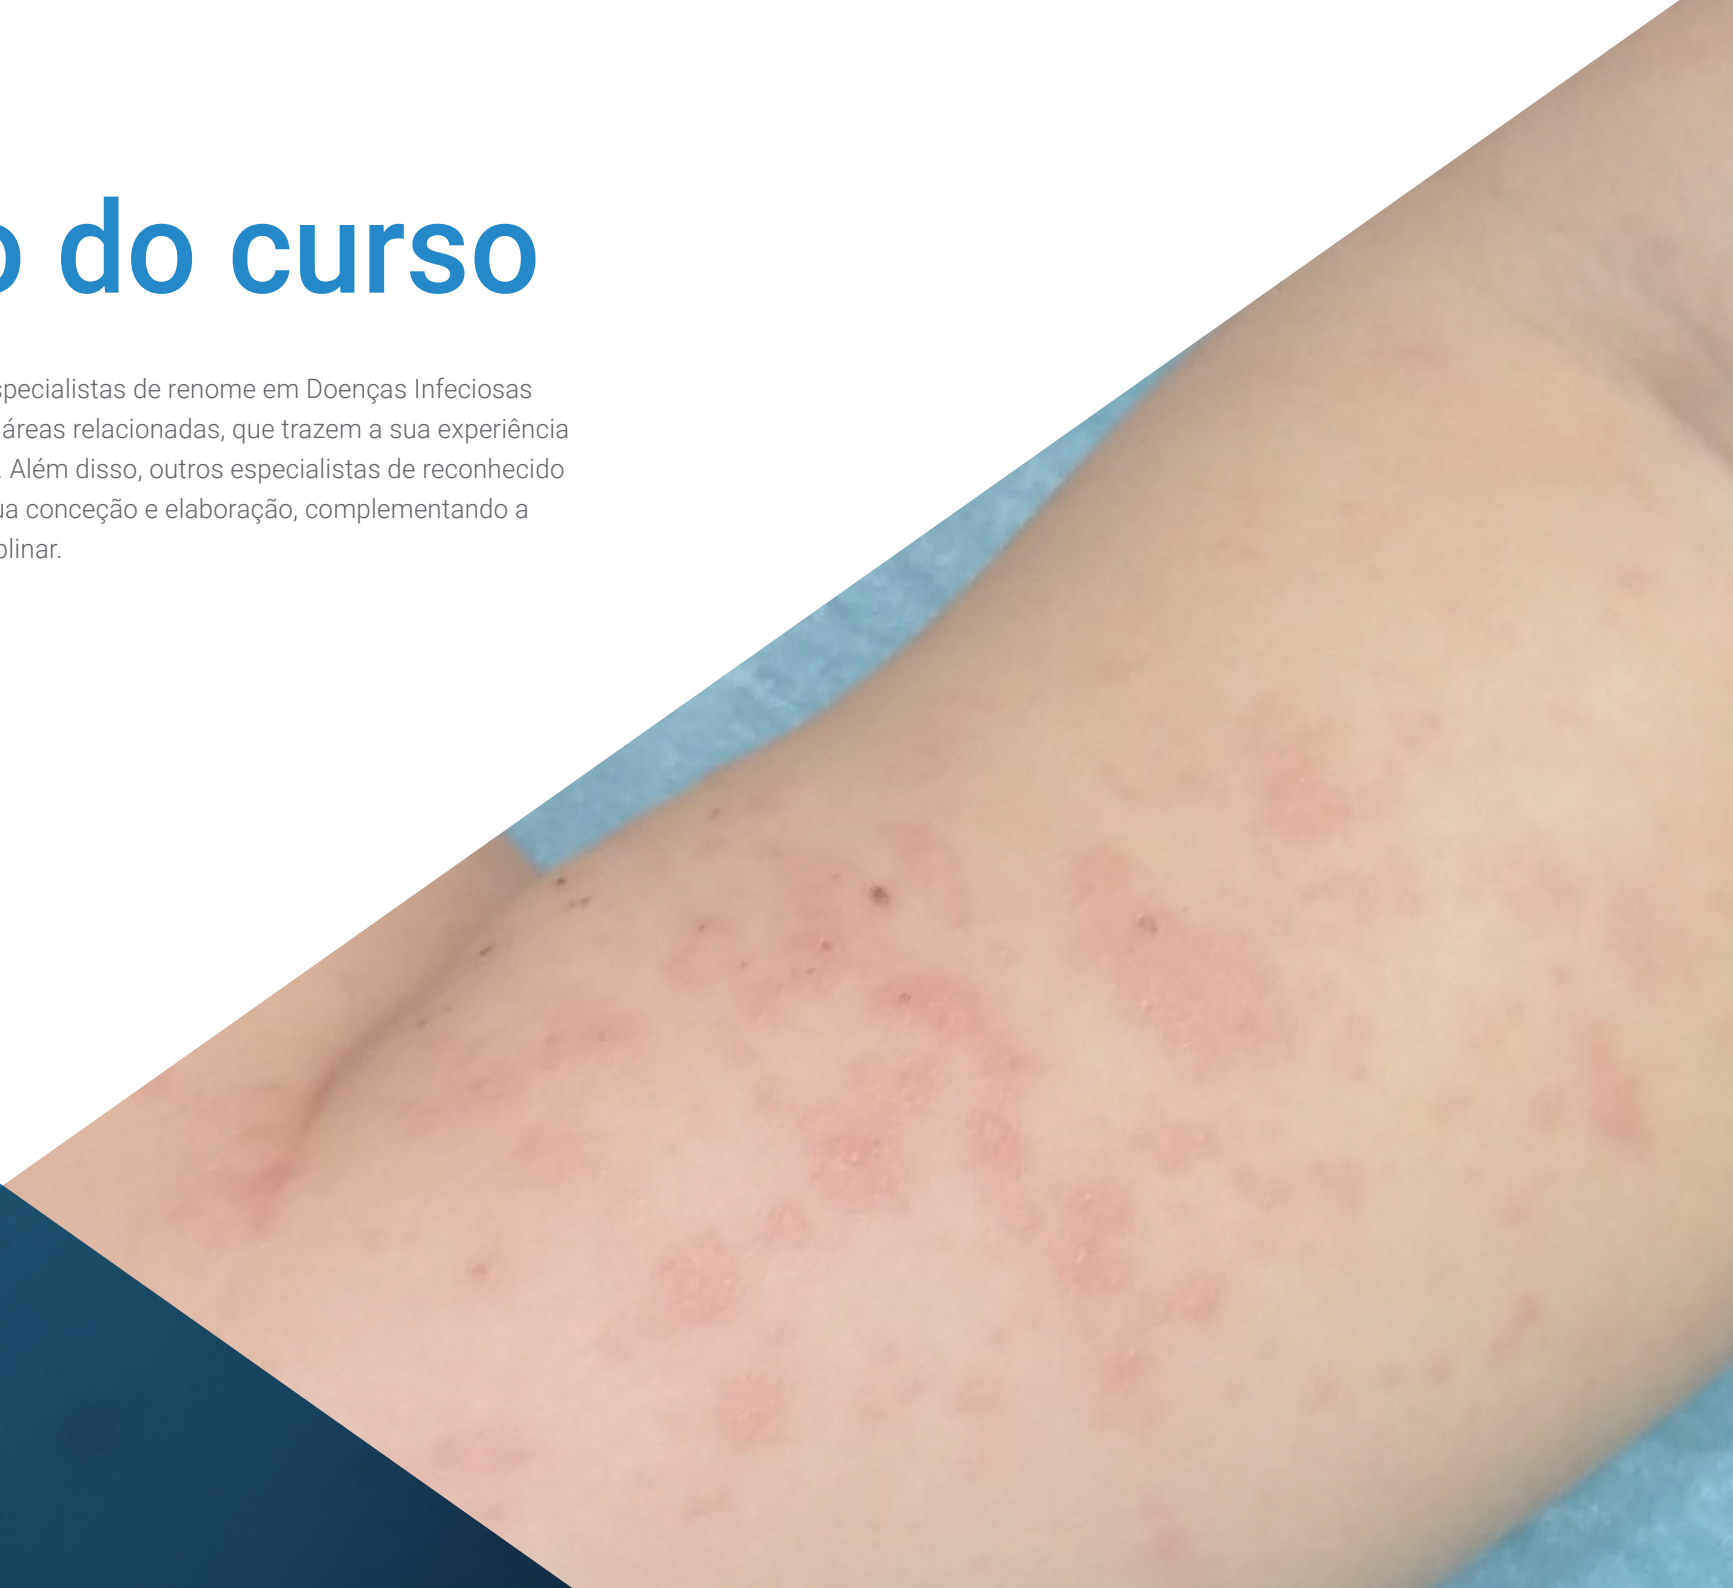 o do curso
specialistas de renome em Doenças Infeciosas
áreas relacionadas, que trazem a sua experiência
. Além disso, outros especialistas de reconhecido
ua conceção e elaboração, complementando a
plinar.